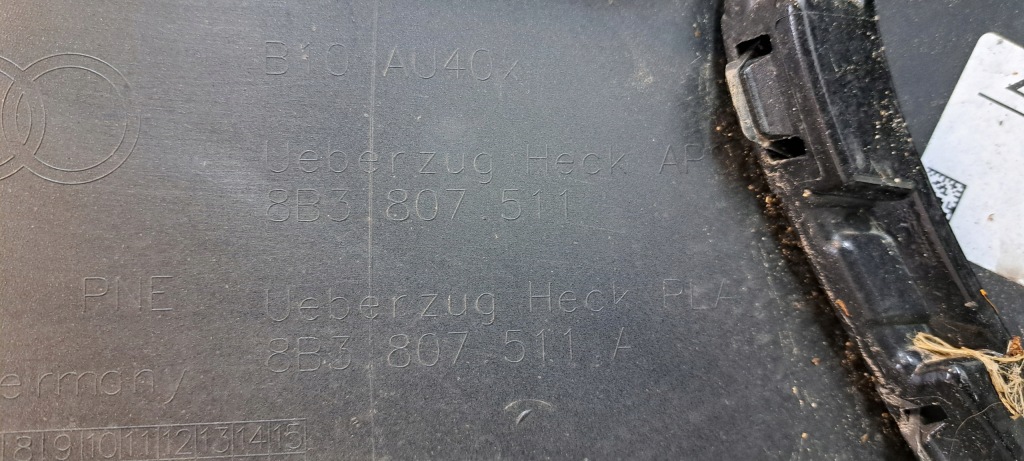 B10 AU40x
Ueberzug Heck AP
8B3 807.511
PNE
Ueberzug Heck PLA
8B3 807.511 A
ermany
8 9 10 11 12 13 14 15